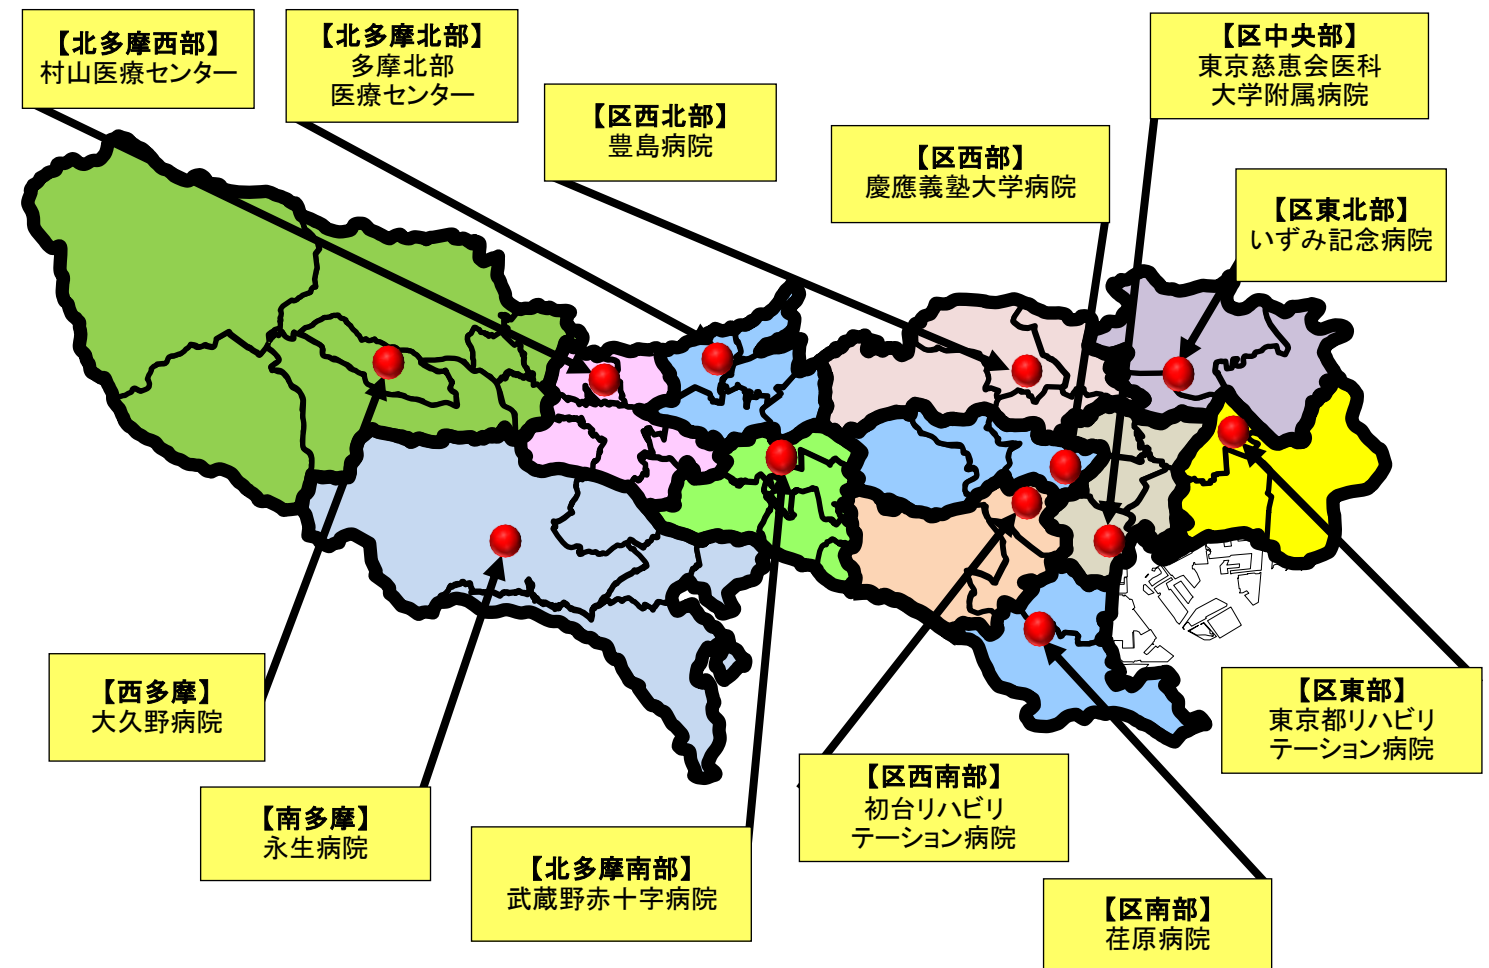 【北多摩西部】
村山医療センター
【北多摩北部】
多摩北部
医療センター
【区西北部】
豊島病院
【区西部】
慶應義塾大学病院
【区中央部】
東京慈恵会医科
大学附属病院
【区東北部】
いずみ記念病院
【西多摩】
大久野病院
【南多摩】
永生病院
【北多摩南部】
武蔵野赤十字病院
【区西南部】
初台リハビリ
テーション病院
【区東部】
東京都リハビリ
テーション病院
【区南部】
荏原病院